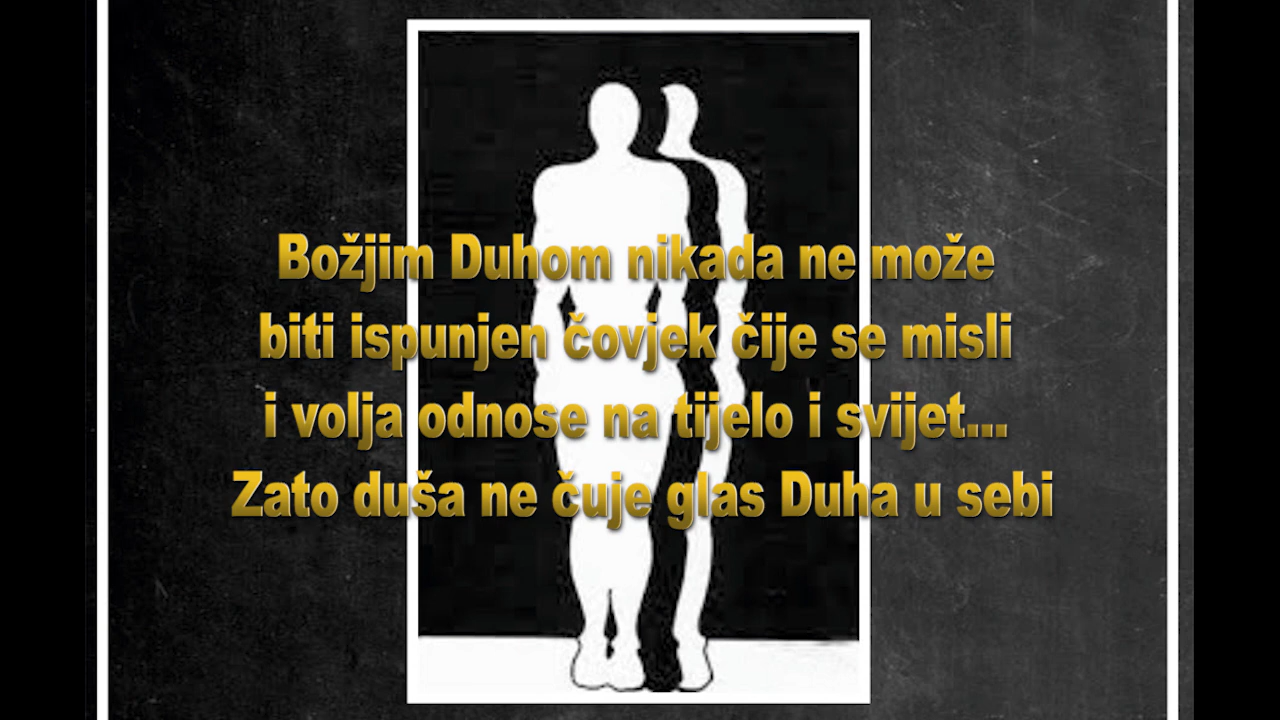 Božjim Duhom nikada ne može
biti ispunjen čovjek čije se misli
i volja odnose na tijelo i svijet...
Zato duša ne čuje glas Duha u sebi